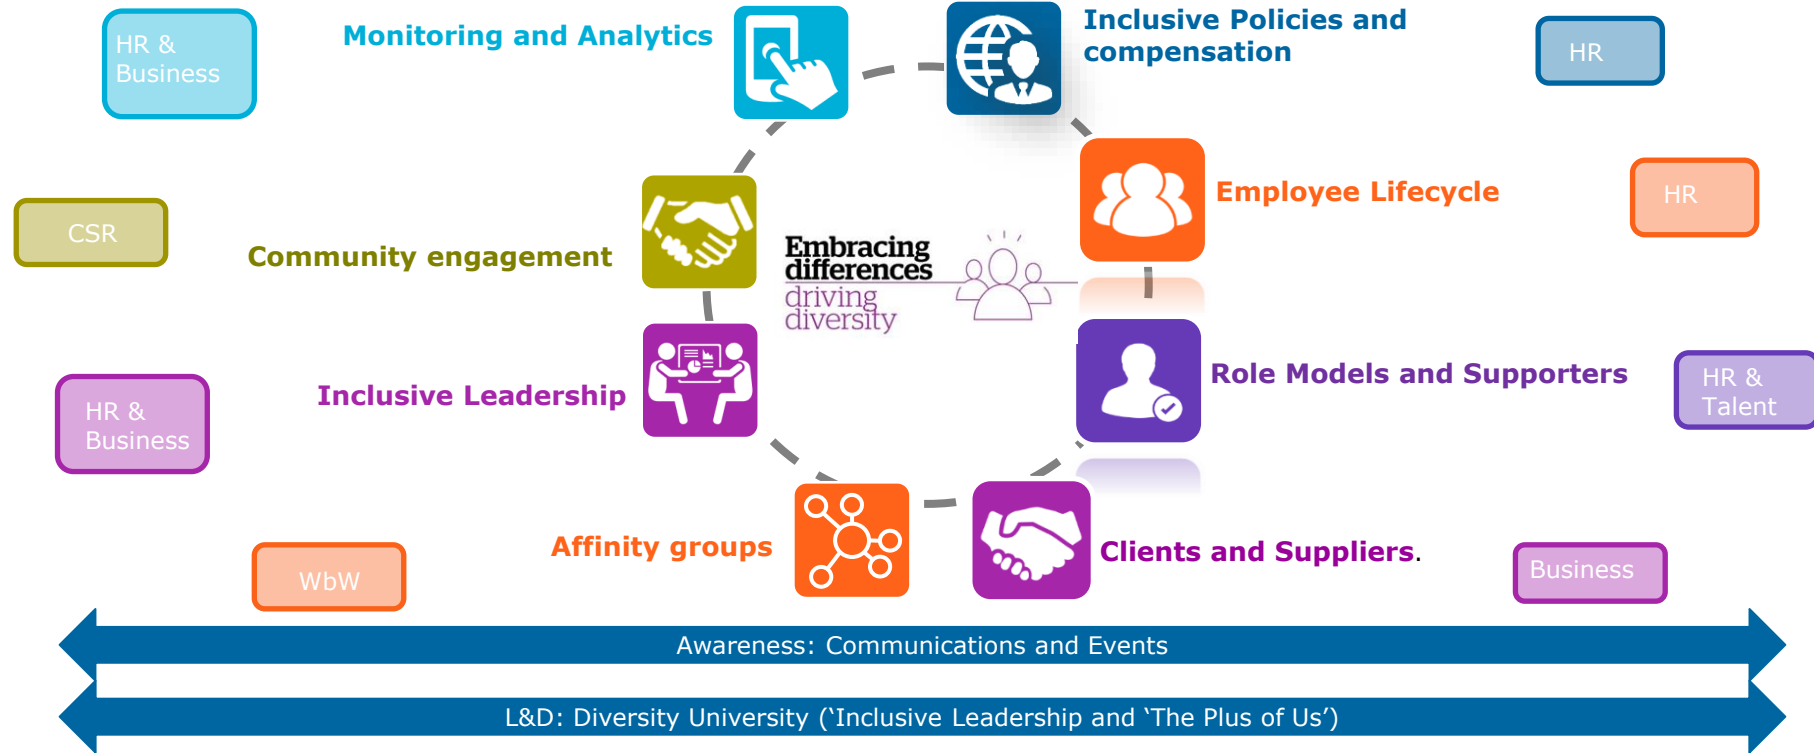 HR &
Business
Monitoring and Analytics
Inclusive Policies and
compensation
HR
CSR
Community engagement
Embracing
differences
driving
diversity
Employee Lifecycle
HR
HR &
Business
Inclusive Leadership
Role Models and Supporters
HR &
Talent
WbW
Affinity groups
Clients and Suppliers.
Business
Awareness: Communications and Events
L&D: Diversity University (‘Inclusive Leadership and ‘The Plus of Us’)